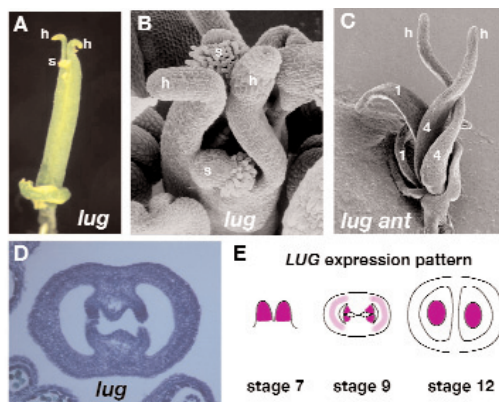 A
h
h
s
lug
B
s
h
h
s
lug
C
h
h
1
4
1
4
lug ant
D
lug
E
LUG expression pattern
stage 7
stage 9
stage 12